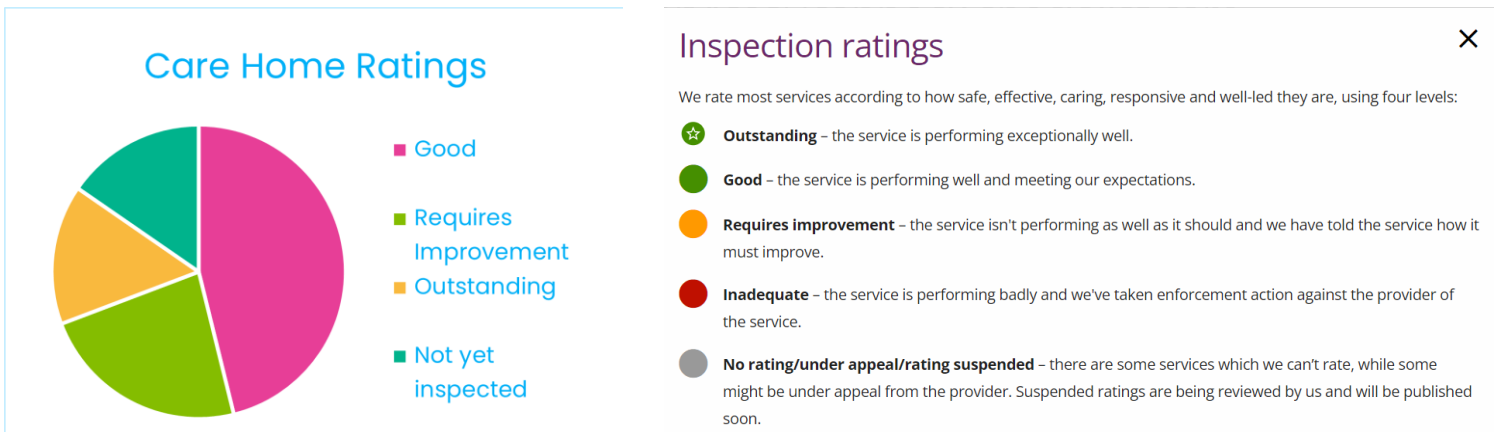 Care Home Ratings
Good
Requires
Improvement
Outstanding
Not yet
inspected
Inspection ratings
We rate most services according to how safe, effective, caring, responsive and well-led they are, using four levels:
Outstanding – the service is performing exceptionally well.
Good – the service is performing well and meeting our expectations.
Requires improvement – the service isn't performing as well as it should and we have told the service how it
must improve.
Inadequate – the service is performing badly and we've taken enforcement action against the provider of
the service.
No rating/under appeal/rating suspended – there are some services which we can't rate, while some
might be under appeal from the provider. Suspended ratings are being reviewed by us and will be published
soon.